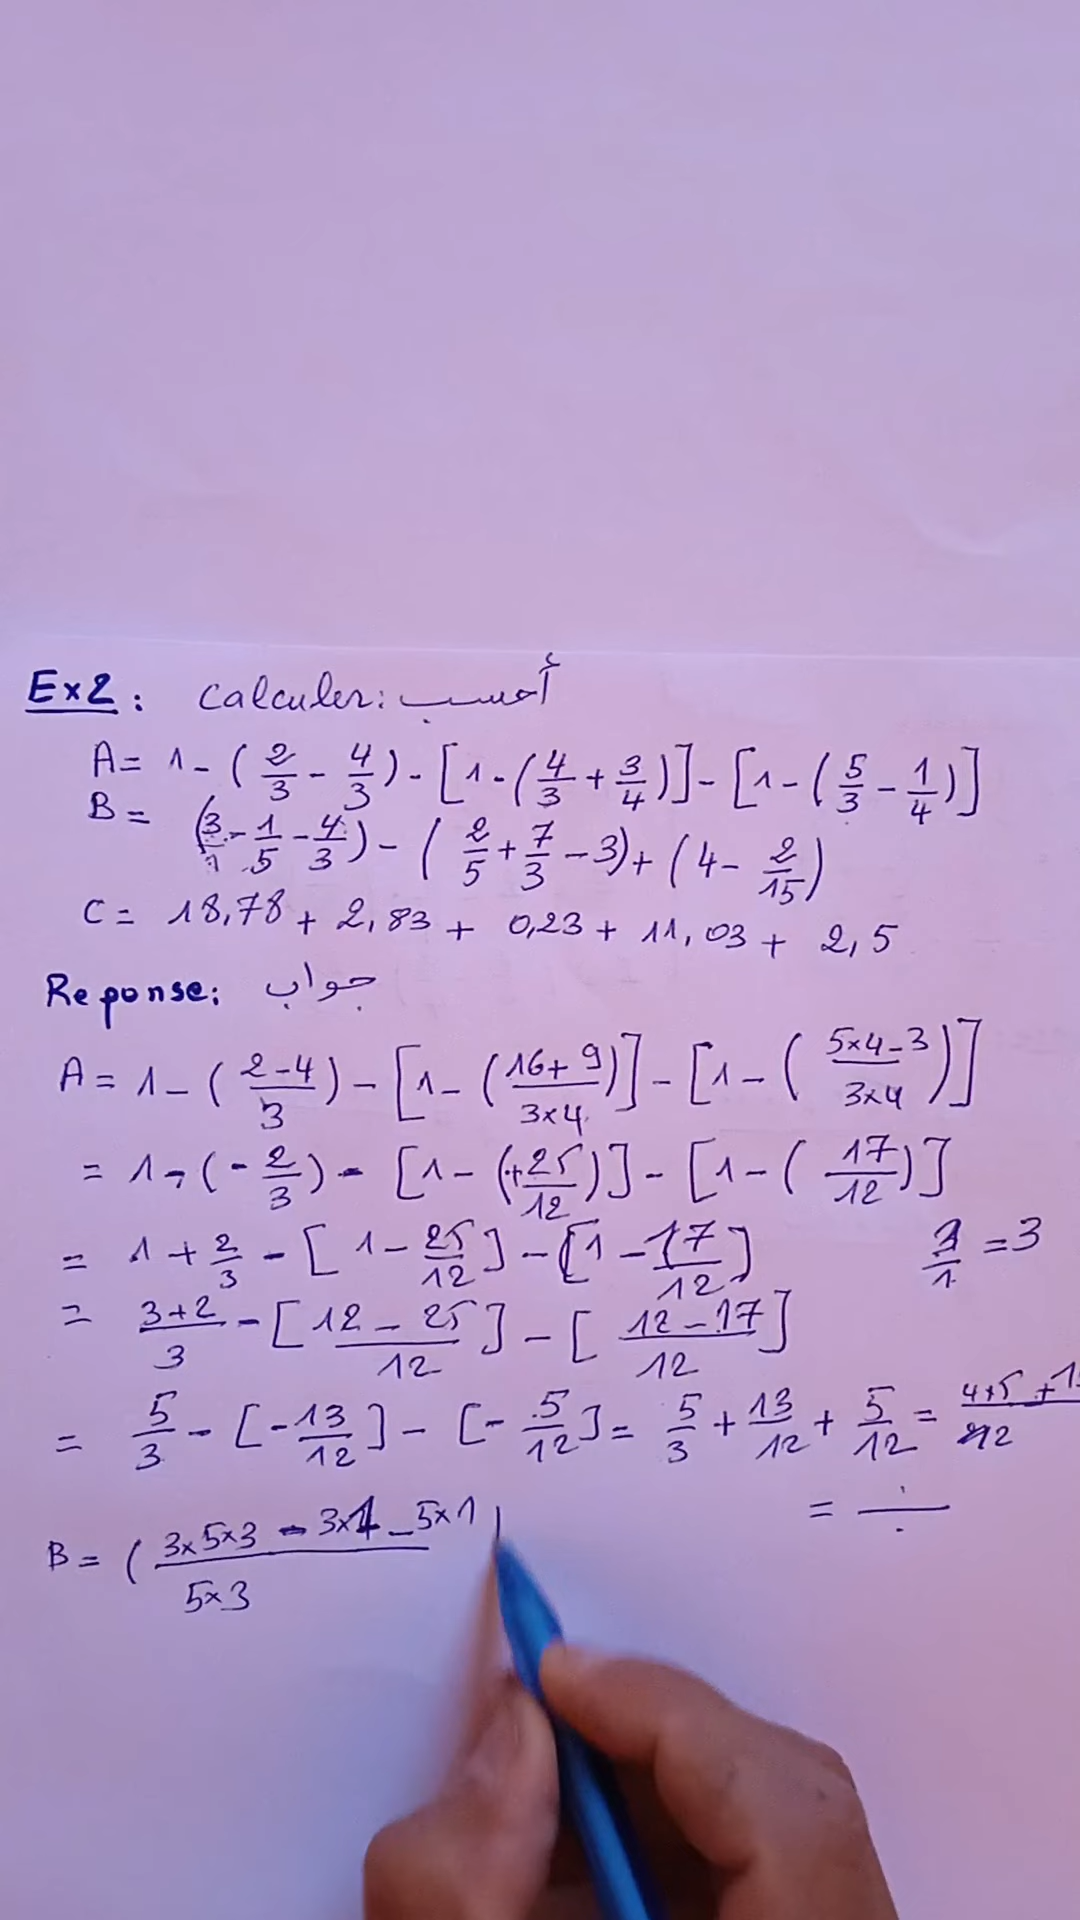 Ex2: Calculer: أحسب
A= 1-(2/3 - 4/3)-[1-(4/3+3/4)]-[1-(5/3-1/4)]
B= (3/1-1/5-4/3)-(2/5+7/3-3)+(4-2/15)
C= 18,78+2,83+0,23+11,03+2,5
Reponse: جواب
A= 1-((2-4)/3)-[1-((16+9)/(3×4))]-[1-((5×4-3)/(3×4))]
= 1-(-2/3)-[1-(+25/12)]-[1-(17/12)]
= 1+2/3-[1-25/12]-[1-17/12] 3/1=3
= (3+2)/3-[(12-25)/12]-[(12-17)/12]
= 5/3-[-13/12]-[-5/12]= 5/3+13/12+5/12=
=
B= ((3×5×3-3×1-5×1)/(5×3)